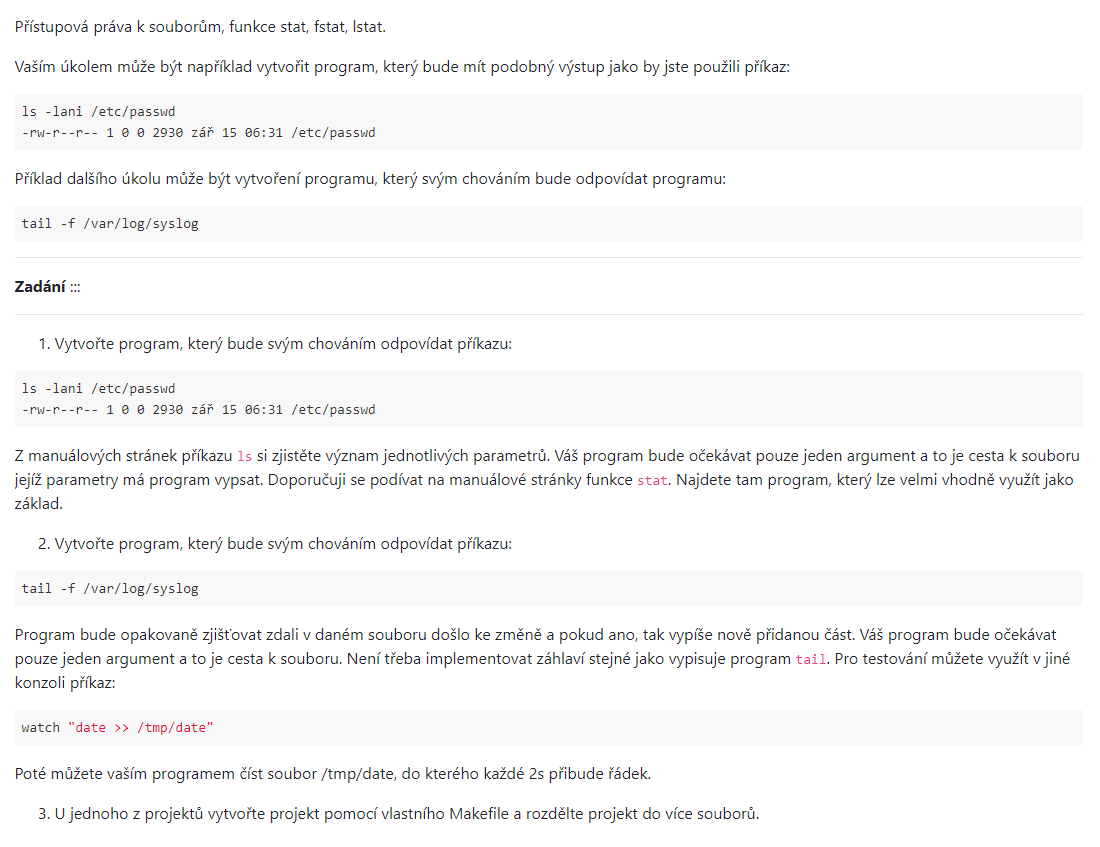 Přístupová práva k souborům, funkce stat, fstat, lstat.
Vaším úkolem může být například vytvořit program, který bude mít podobný výstup jako by jste použili příkaz:
ls -lani /etc/passwd
-rw-r--r-- 1 0 0 2930 zář 15 06:31 /etc/passwd
Příklad dalšího úkolu může být vytvoření programu, který svým chováním bude odpovídat programu:
tail -f /var/log/syslog
Zadání :::
1. Vytvořte program, který bude svým chováním odpovídat příkazu:
ls -lani /etc/passwd
-rw-r--r-- 1 0 0 2930 zář 15 06:31 /etc/passwd
Z manuálových stránek příkazu ls si zjistěte význam jednotlivých parametrů. Váš program bude očekávat pouze jeden argument a to je cesta k souboru
jejíž parametry má program vypsat. Doporučuji se podívat na manuálové stránky funkce stat. Najdete tam program, který lze velmi vhodně využít jako
základ.
2. Vytvořte program, který bude svým chováním odpovídat příkazu:
tail -f /var/log/syslog
Program bude opakovaně zjišťovat zdali v daném souboru došlo ke změně a pokud ano, tak vypíše nově přidanou část. Váš program bude očekávat
pouze jeden argument a to je cesta k souboru. Není třeba implementovat záhlaví stejné jako vypisuje program tail. Pro testování můžete využít v jiné
konzoli příkaz:
watch "date >> /tmp/date"
Poté můžete vaším programem číst soubor /tmp/date, do kterého každé 2s přibude řádek.
3. U jednoho z projektů vytvořte projekt pomocí vlastního Makefile a rozdělte projekt do více souborů.